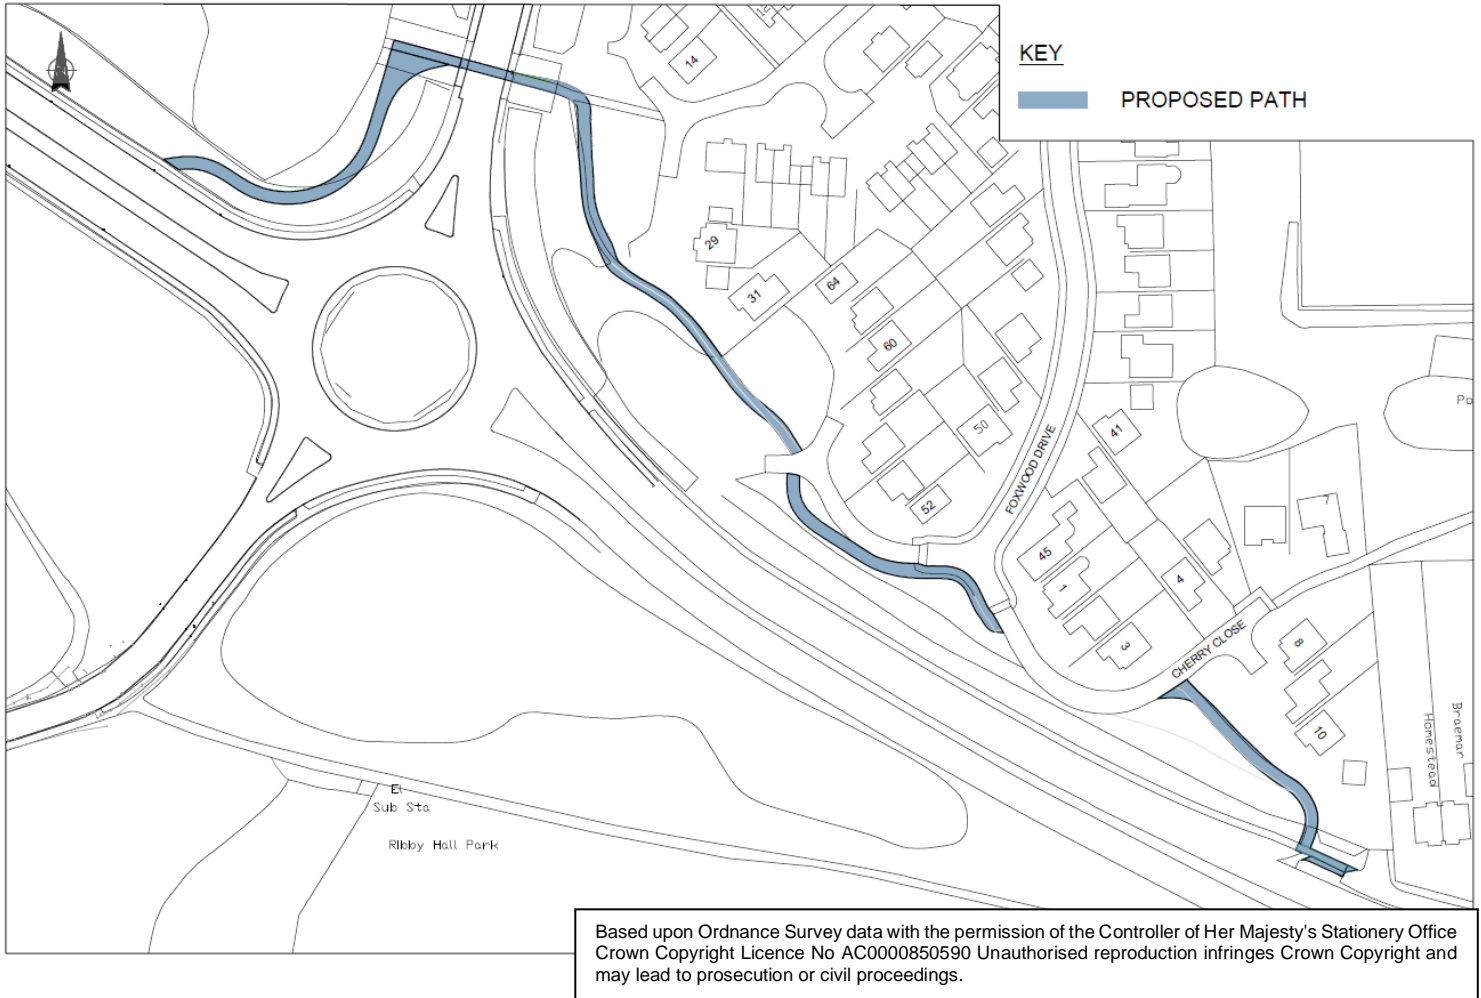 KEY
PROPOSED PATH
12
14
29
31
64
60
50
52
FOXWOOD DRIVE
41
45
1
3
4
7
CHERRY CLOSE
8
10
Homestead
Braemar
Po
El
Sub Sta
Ribby Hall Park
Based upon Ordnance Survey data with the permission of the Controller of Her Majesty's Stationery Office
Crown Copyright Licence No AC0000850590 Unauthorised reproduction infringes Crown Copyright and
may lead to prosecution or civil proceedings.